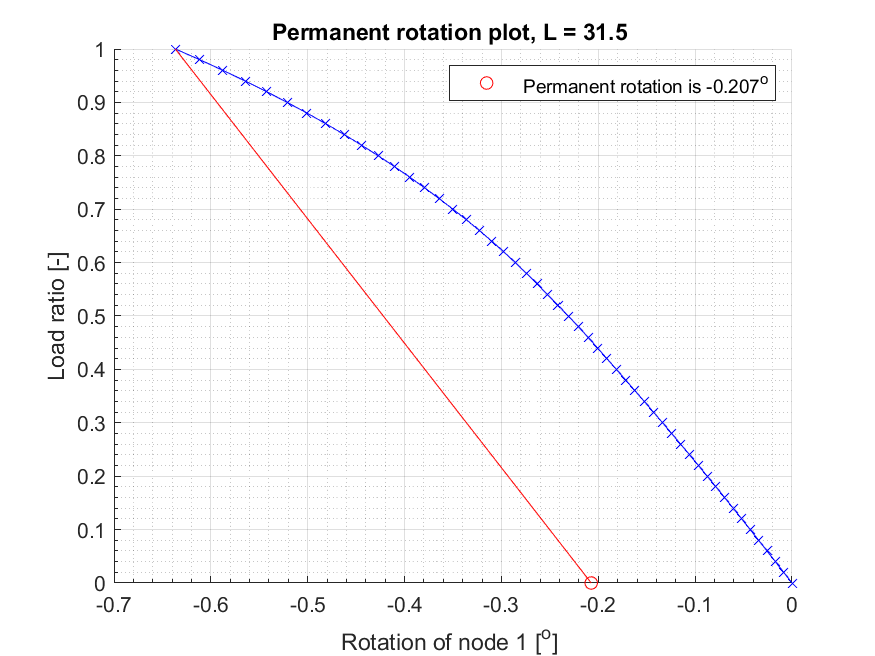 Permanent rotation plot, L = 31.5
1
0.9
0.8
0.7
0.6
0.5
0.4
0.3
0.2
0.1
0
Load ratio [-]
Permanent rotation is -0.207º
-0.7 -0.6 -0.5 -0.4 -0.3 -0.2 -0.1 0
Rotation of node 1 [º]